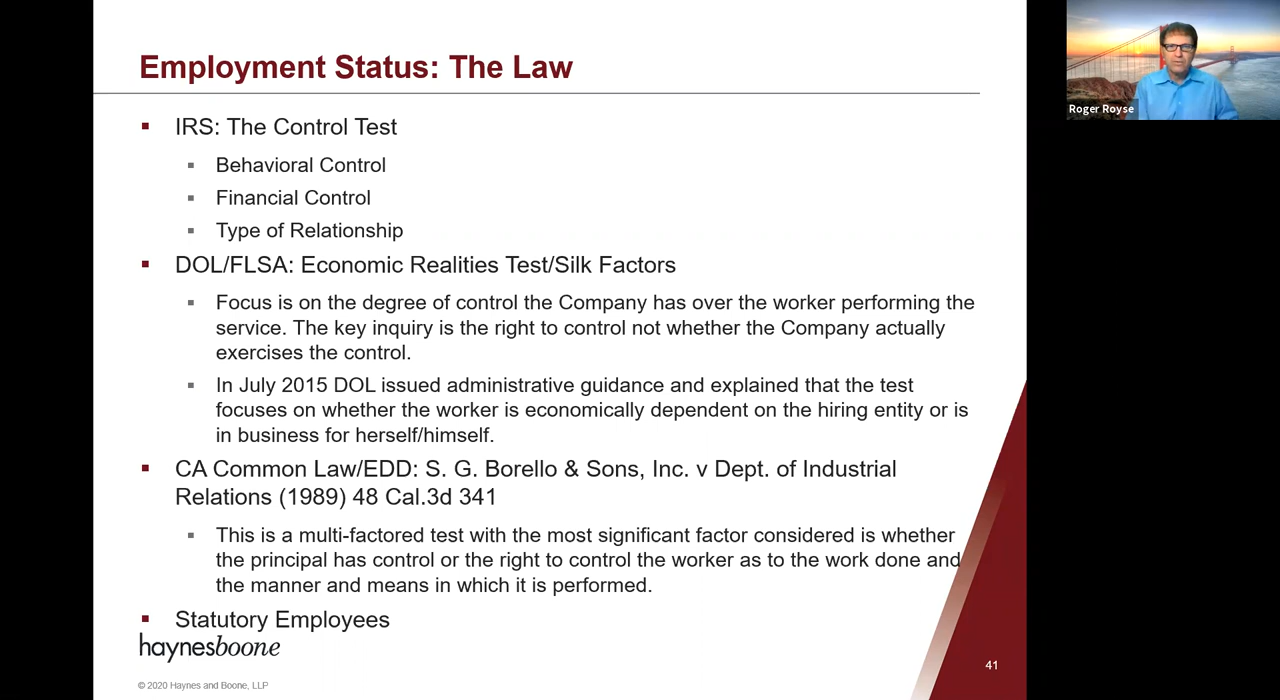 Employment Status: The Law
IRS: The Control Test
Behavioral Control
Financial Control
Type of Relationship
DOL/FLSA: Economic Realities Test/Silk Factors
Focus is on the degree of control the Company has over the worker performing the
service. The key inquiry is the right to control not whether the Company actually
exercises the control.
In July 2015 DOL issued administrative guidance and explained that the test
focuses on whether the worker is economically dependent on the hiring entity or is
in business for herself/himself.
CA Common Law/EDD: S. G. Borello & Sons, Inc. v Dept. of Industrial
Relations (1989) 48 Cal.3d 341
This is a multi-factored test with the most significant factor considered is whether
the principal has control or the right to control the worker as to the work done and
the manner and means in which it is performed.
Statutory Employees
haynesboone
© 2020 Haynes and Boone, LLP
41
Roger Royse